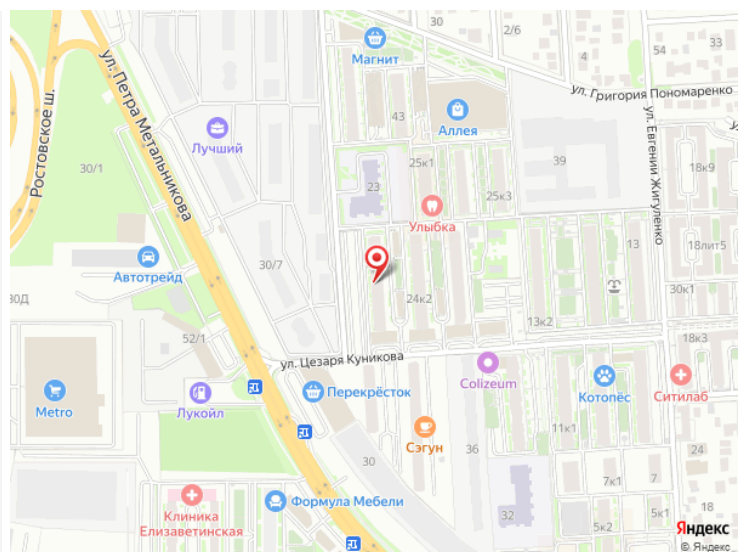 2/6
33
Магнит
54
4
ул. Григория Пономаренко
Ростовское ш.
ул. Петра Метальникова
43
Аллея
Лучший
30/1
25к1
39
18к9
23
25к3
Улыбка
ул. Евгении Жигуленко
13
18лит5
Автотрейд
30/7
30Д
24к2
30к1
13к2
52/1
ул. Цезаря Куникова
18к3
Colizeum
Metro
Лукойл
Перекрёсток
Котопёс
Ситилаб
Сэгун
11к1
36
24
30
7к1
7
Клиника
Елизаветинская
Формула Мебели
32
5к2
5к1
18
Яндекс
© Яндекс